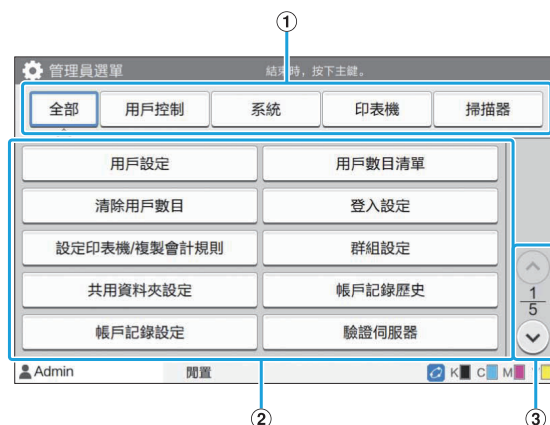 ①
管理員選單 結束時，按下主鍵。
全部 用戶控制 系統 印表機 掃描器
用戶設定 用戶數目清單
清除用戶數目 登入設定
設定印表機/複製會計規則 群組設定
共用資料夾設定 帳戶記錄歷史
帳戶記錄設定 驗證伺服器
1
5
Admin 閒置 K C M
② ③